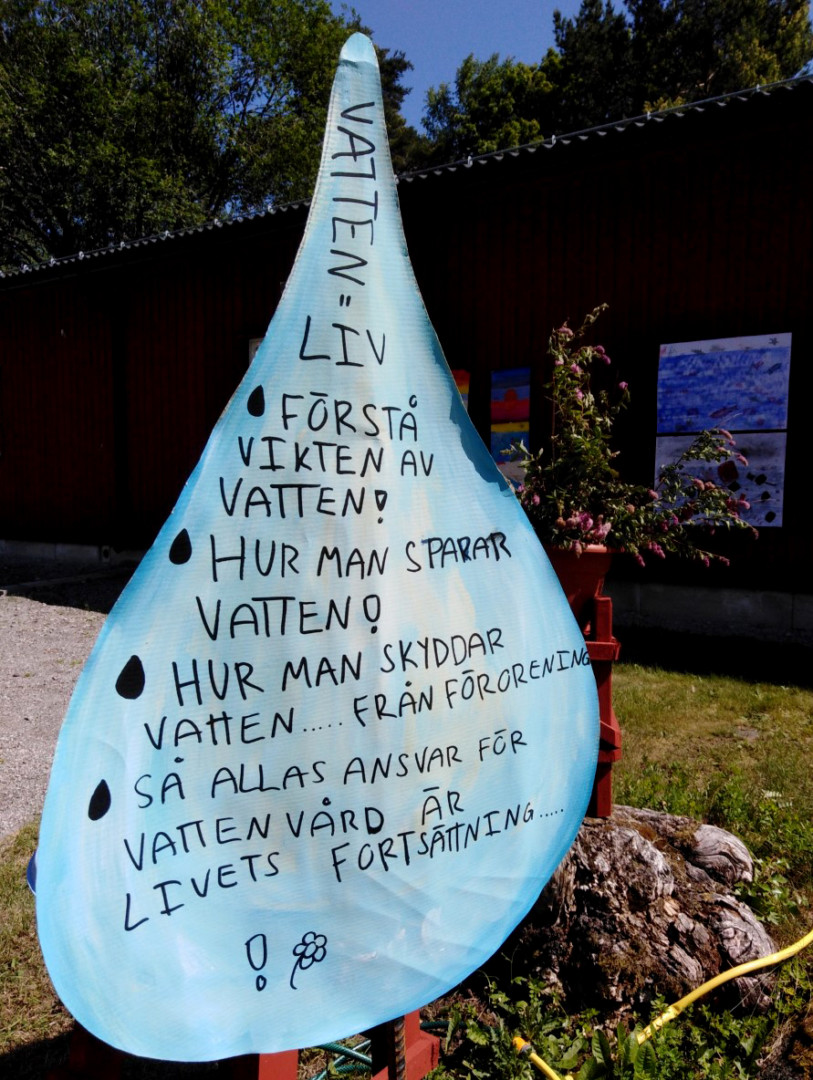 VATTEN =
LIV
FÖRSTÅ
VIKTEN AV
VATTEN!
HUR MAN SPARAR
VATTEN!
HUR MAN SKYDDAR
VATTEN..... FRÅN FÖRORENING
SÅ ALLAS ANSVAR FÖR
VATTENVÅRD ÄR
LIVETS FORTSÄTTNING.....
!